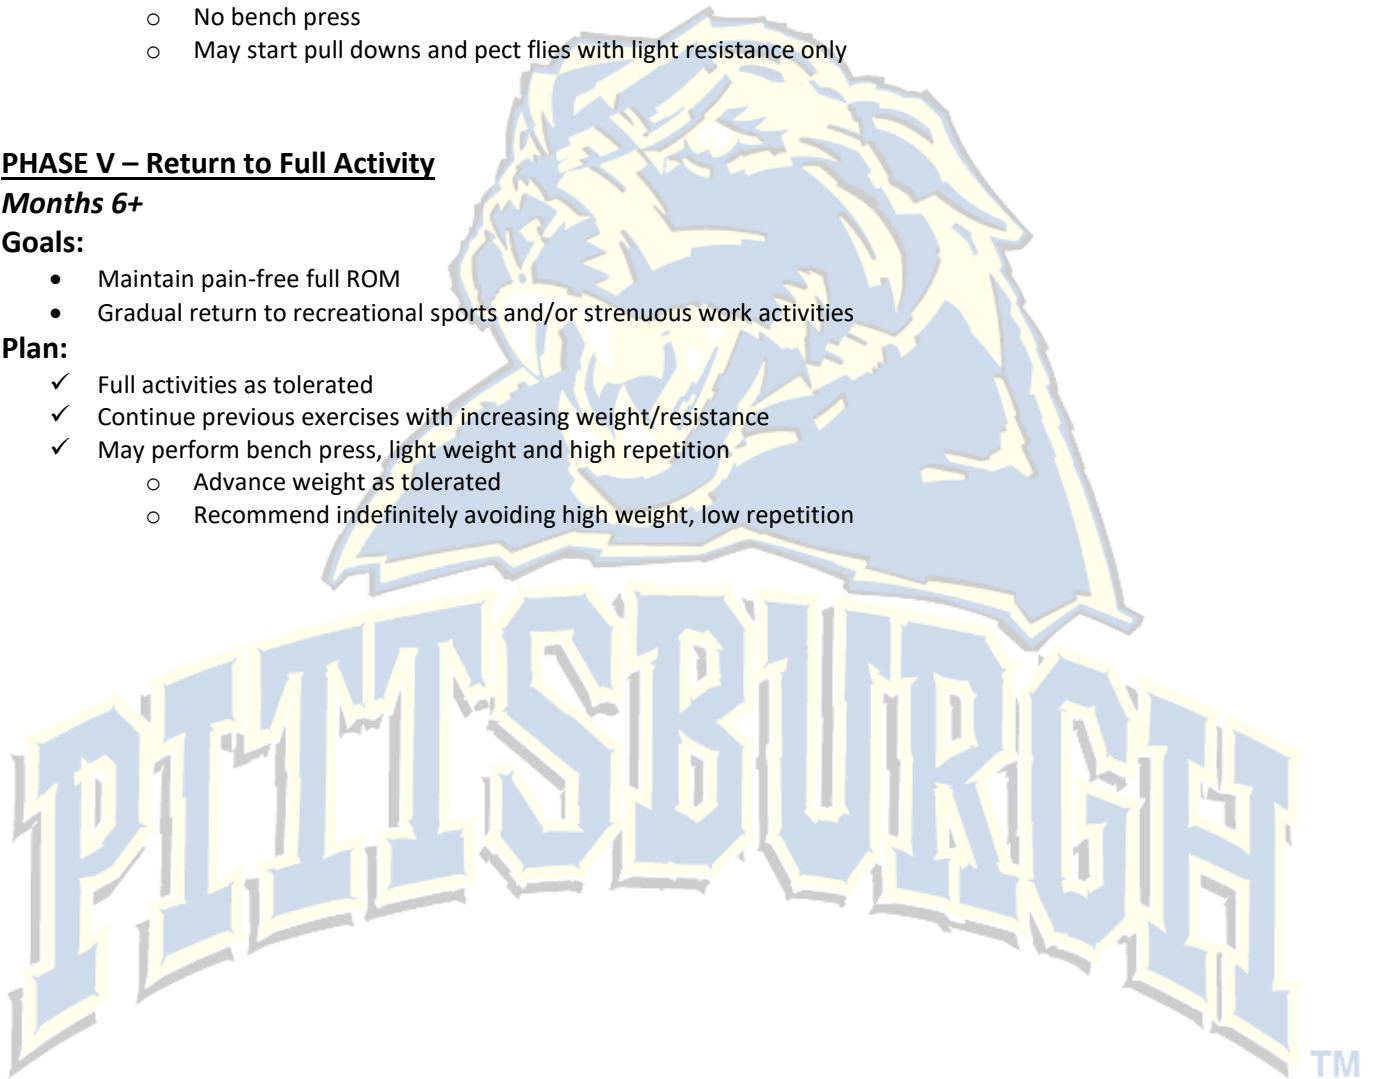 o No bench press
o May start pull downs and pect flies with light resistance only
PHASE V – Return to Full Activity
Months 6+
Goals:
• Maintain pain-free full ROM
• Gradual return to recreational sports and/or strenuous work activities
Plan:
✓ Full activities as tolerated
✓ Continue previous exercises with increasing weight/resistance
✓ May perform bench press, light weight and high repetition
o Advance weight as tolerated
o Recommend indefinitely avoiding high weight, low repetition
PITTSBURGH
TM